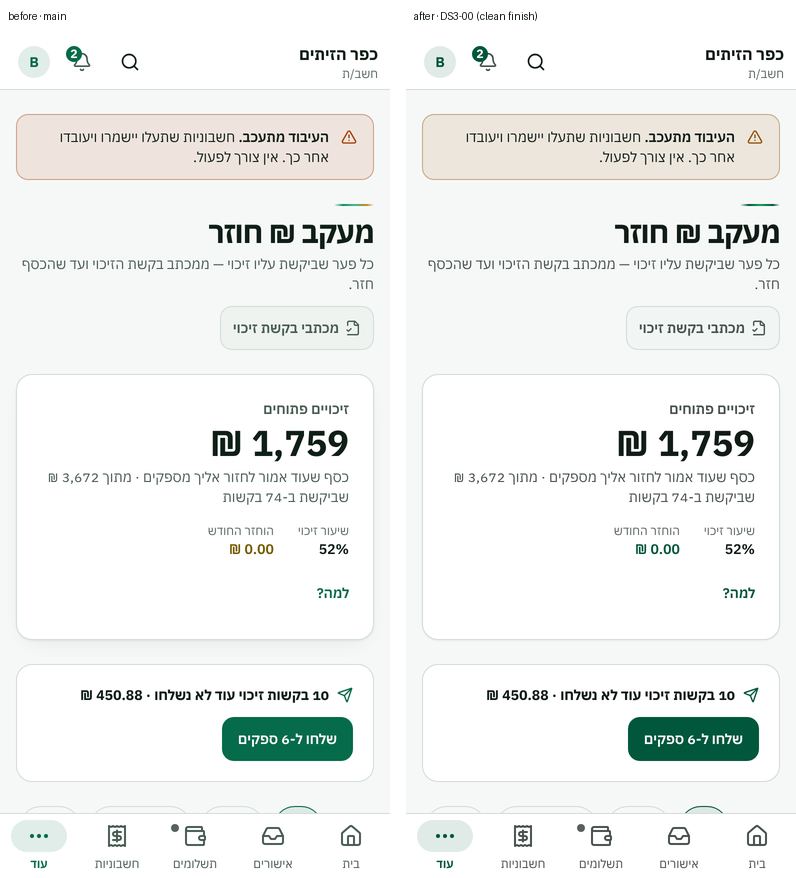 before · main
כפר הזיתים
חשב/ת
2
B
העיבוד מתעכב. חשבוניות שתעלו יישמרו ויעובדו
אחר כך. אין צורך לפעול.
מעקב ₪ חוזר
כל פער שביקשת עליו זיכוי — ממכתב בקשת הזיכוי ועד שהכסף
חזר.
מכתבי בקשת זיכוי
זיכויים פתוחים
1,759 ₪
כסף שעוד אמור לחזור אליך מספקים · מתוך 3,672 ₪
שביקשת ב-74 בקשות
שיעור זיכוי
52%
הוחזר החודש
0.00 ₪
למה?
10 בקשות זיכוי עוד לא נשלחו · 450.88 ₪
שלחו ל-6 ספקים
בית
אישורים
תשלומים
חשבוניות
עוד
after · DS3-00 (clean finish)
כפר הזיתים
חשב/ת
2
B
העיבוד מתעכב. חשבוניות שתעלו יישמרו ויעובדו
אחר כך. אין צורך לפעול.
מעקב ₪ חוזר
כל פער שביקשת עליו זיכוי — ממכתב בקשת הזיכוי ועד שהכסף
חזר.
מכתבי בקשת זיכוי
זיכויים פתוחים
1,759 ₪
כסף שעוד אמור לחזור אליך מספקים · מתוך 3,672 ₪
שביקשת ב-74 בקשות
שיעור זיכוי
52%
הוחזר החודש
0.00 ₪
למה?
10 בקשות זיכוי עוד לא נשלחו · 450.88 ₪
שלחו ל-6 ספקים
בית
אישורים
תשלומים
חשבוניות
עוד